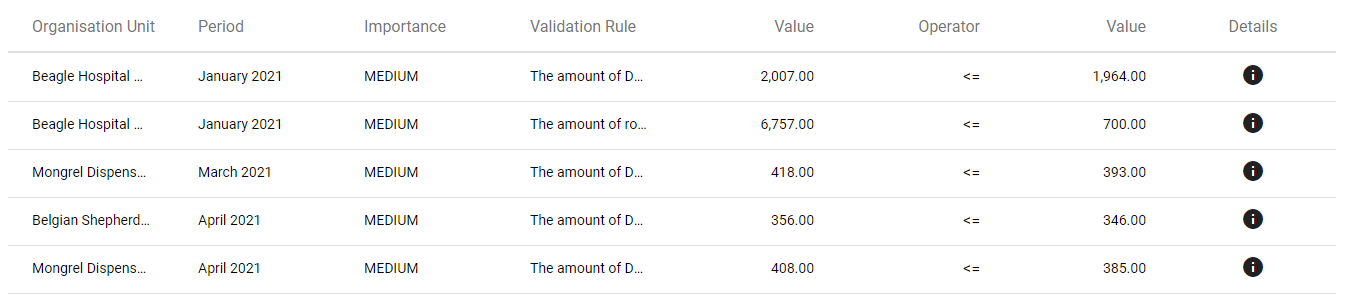 Organisation Unit Period Importance Validation Rule Value Operator Value Details
Beagle Hospital ... January 2021 MEDIUM The amount of D... 2,007.00 <= 1,964.00
Beagle Hospital ... January 2021 MEDIUM The amount of ro... 6,757.00 <= 700.00
Mongrel Dispens... March 2021 MEDIUM The amount of D... 418.00 <= 393.00
Belgian Shepherd... April 2021 MEDIUM The amount of D... 356.00 <= 346.00
Mongrel Dispens... April 2021 MEDIUM The amount of D... 408.00 <= 385.00